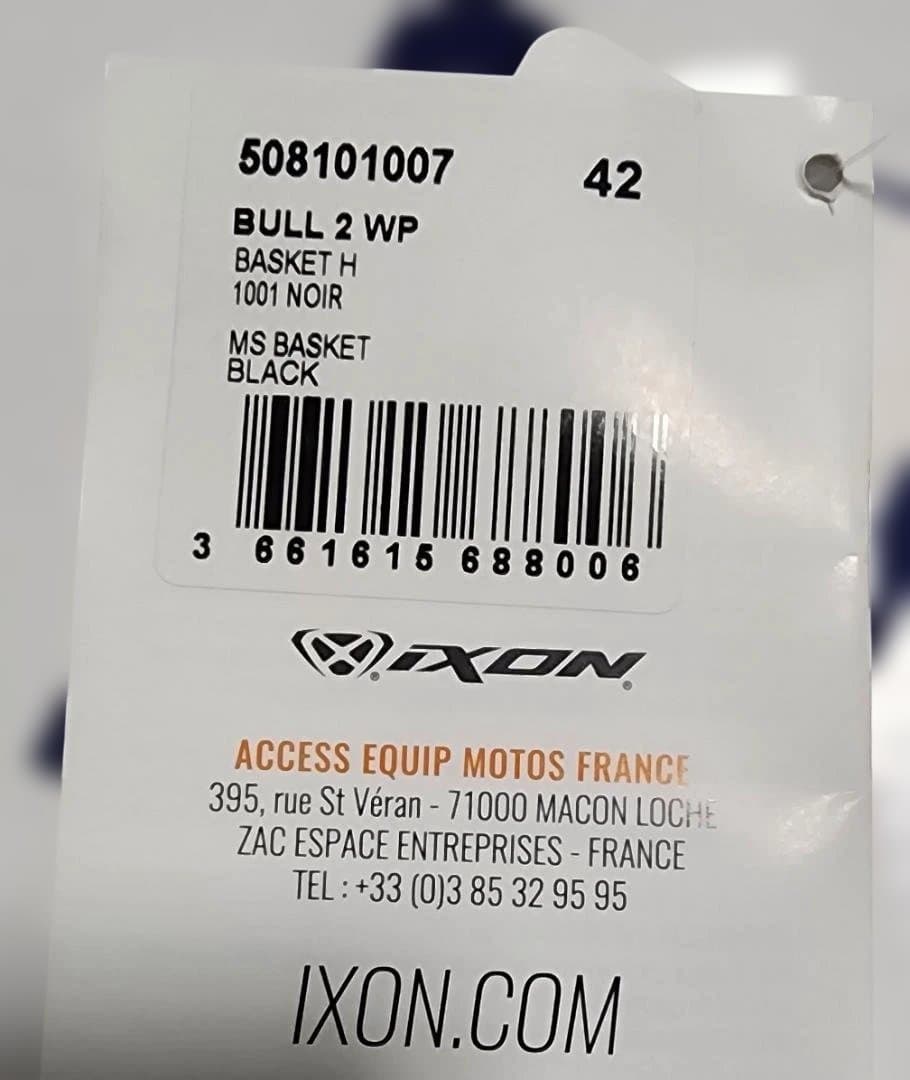 508101007 42
BULL 2 WP
BASKET H
1001 NOIR
MS BASKET
BLACK
3 661615 688006
IXON
ACCESS EQUIP MOTOS FRANCE
395, rue St Véran - 71000 MACON LOCHE
ZAC ESPACE ENTREPRISES - FRANCE
TEL : +33 (0)3 85 32 95 95
IXON.COM